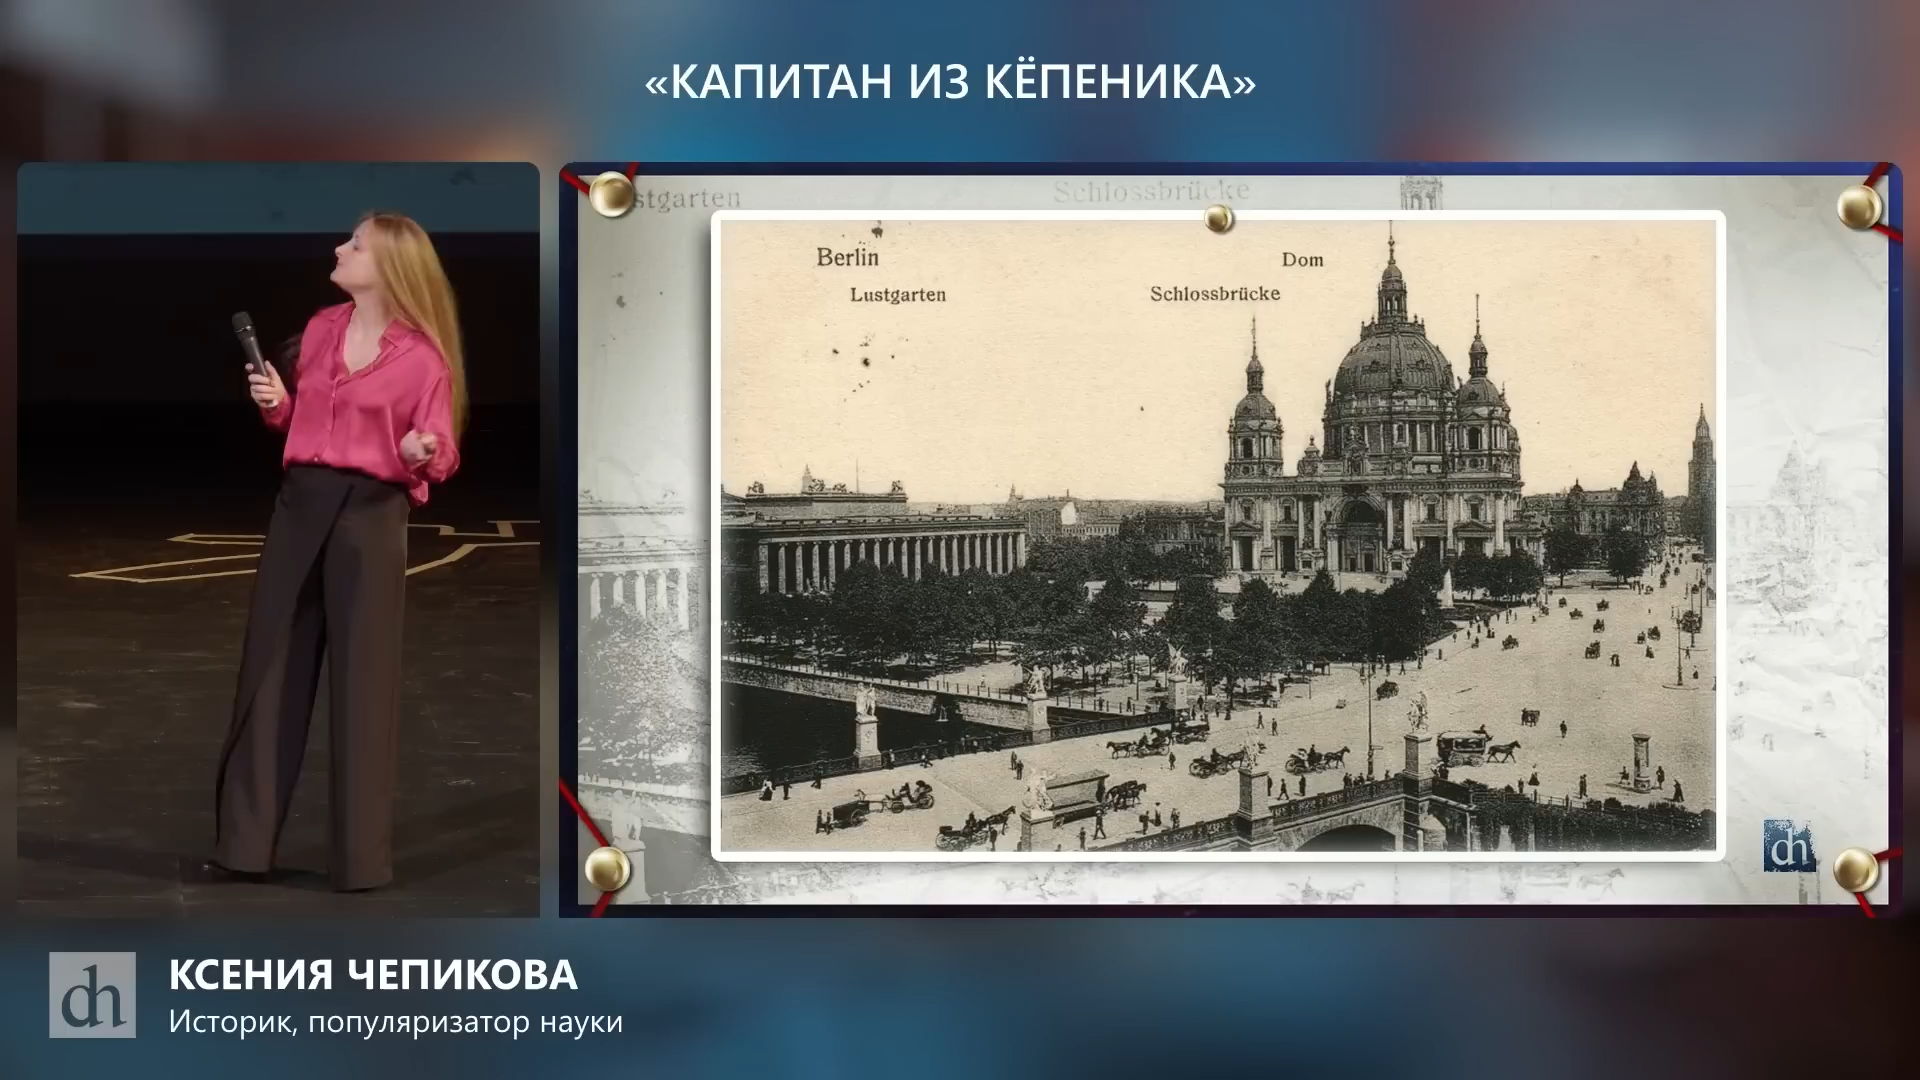 «КАПИТАН ИЗ КЁПЕНИКА»
stgarten
Schlossbrücke
Berlin
Dom
Lustgarten
Schlossbrücke
dh
dh
КСЕНИЯ ЧЕПИКОВА
Историк, популяризатор науки